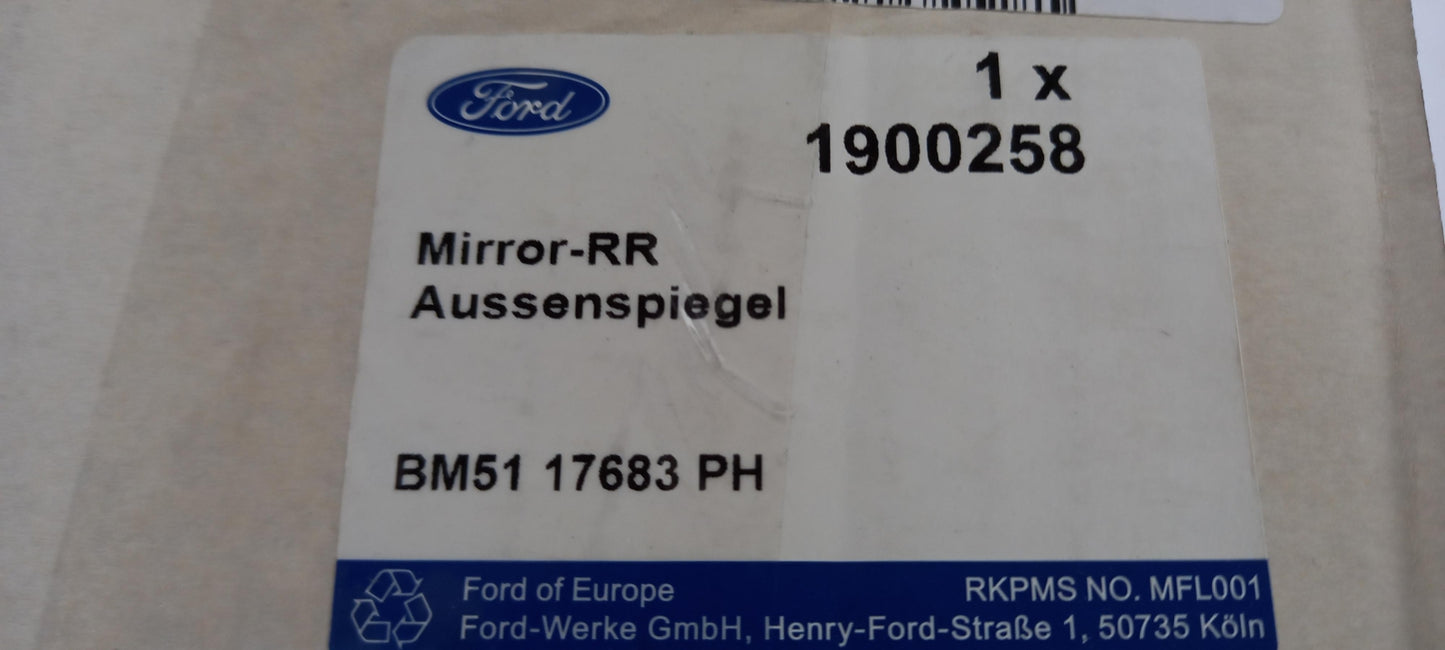 Ford
1 x
1900258
Mirror-RR
Aussenspiegel
BM51 17683 PH
Ford of Europe RKPMS NO. MFL001
Ford-Werke GmbH, Henry-Ford-Straße 1, 50735 Köln